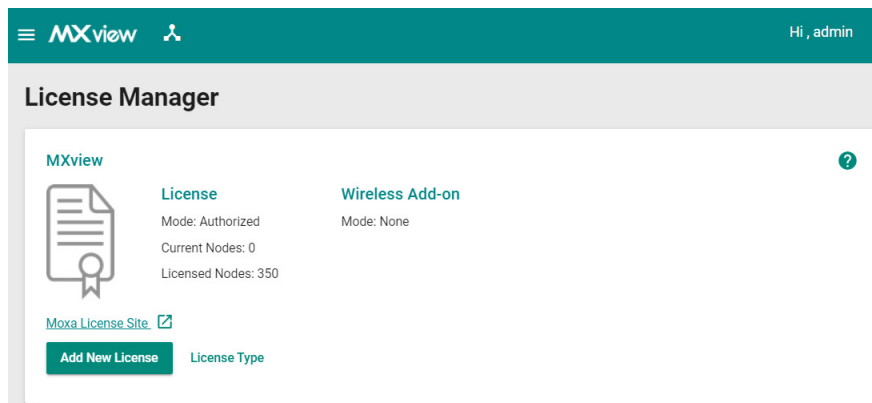 MXview
Hi , admin
License Manager
MXview
License
Wireless Add-on
Mode: Authorized
Mode: None
Current Nodes: 0
Licensed Nodes: 350
Moxa License Site
Add New License
License Type